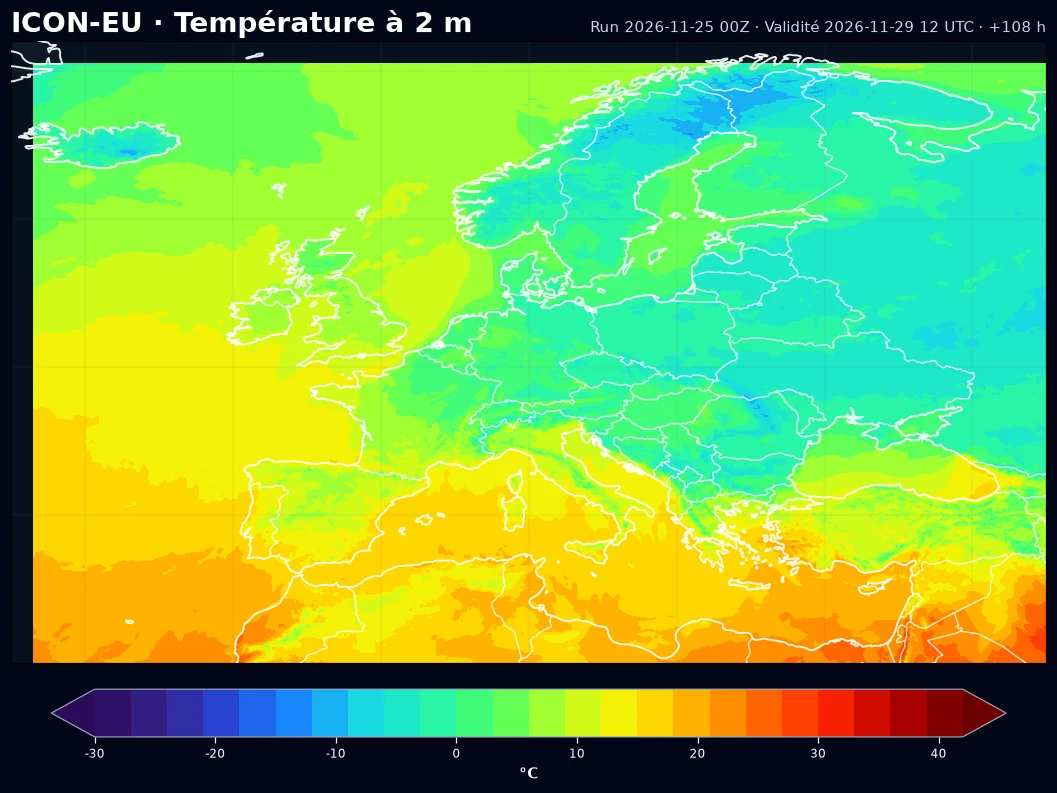 ICON-EU · Température à 2 m
Run 2026-11-25 00Z · Validité 2026-11-29 12 UTC · +108 h
-30 -20 -10 0 10 20 30 40
°C